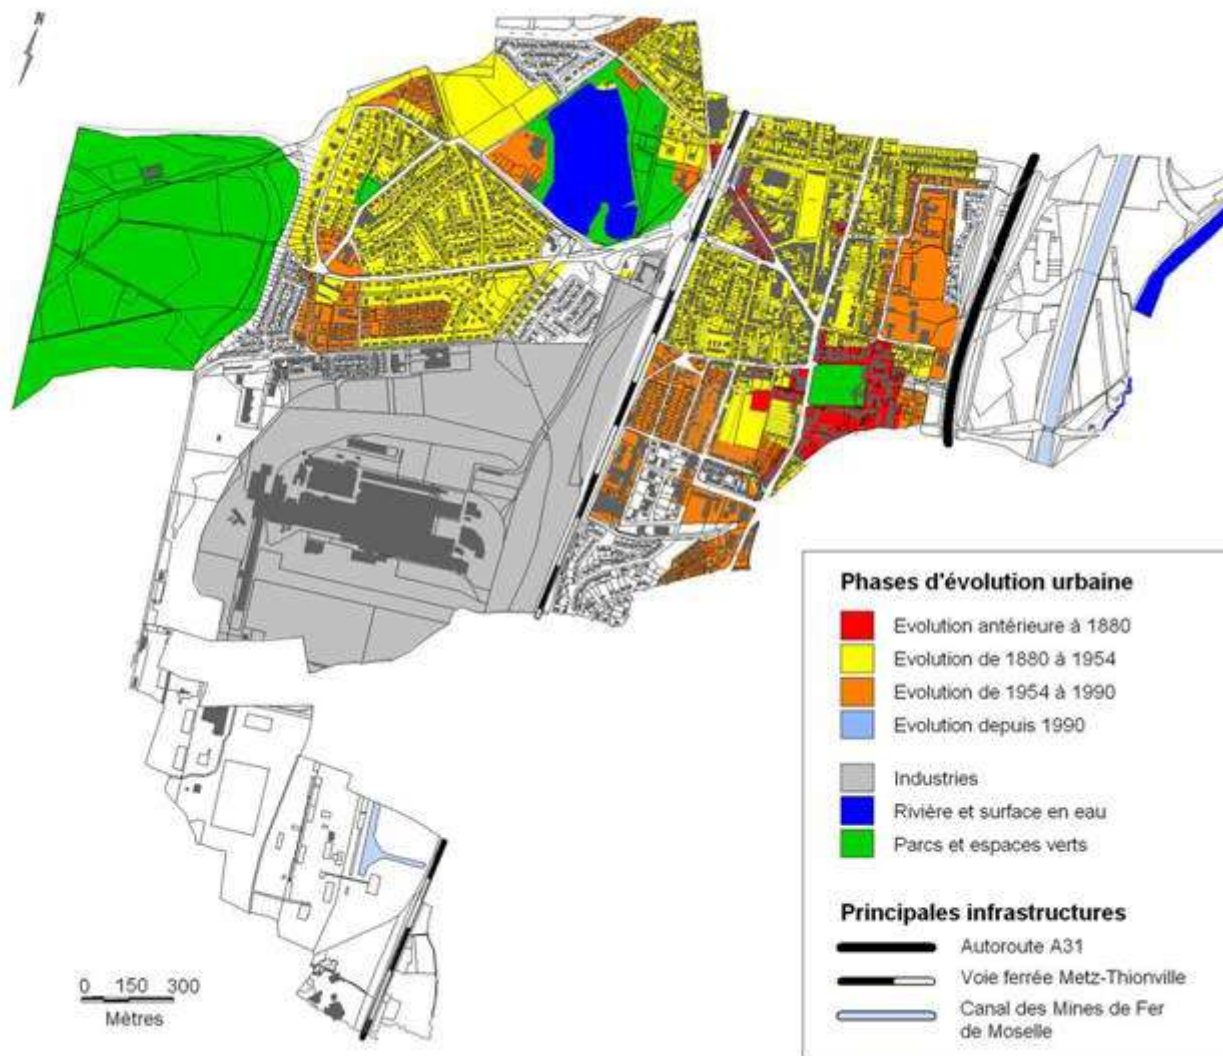 N
Phases d'évolution urbaine
Evolution antérieure à 1880
Evolution de 1880 à 1954
Evolution de 1954 à 1990
Evolution depuis 1990
Industries
Rivière et surface en eau
Parcs et espaces verts
Principales infrastructures
Autoroute A31
Voie ferrée Metz-Thionville
Canal des Mines de Fer
de Moselle
0 150 300
Mètres